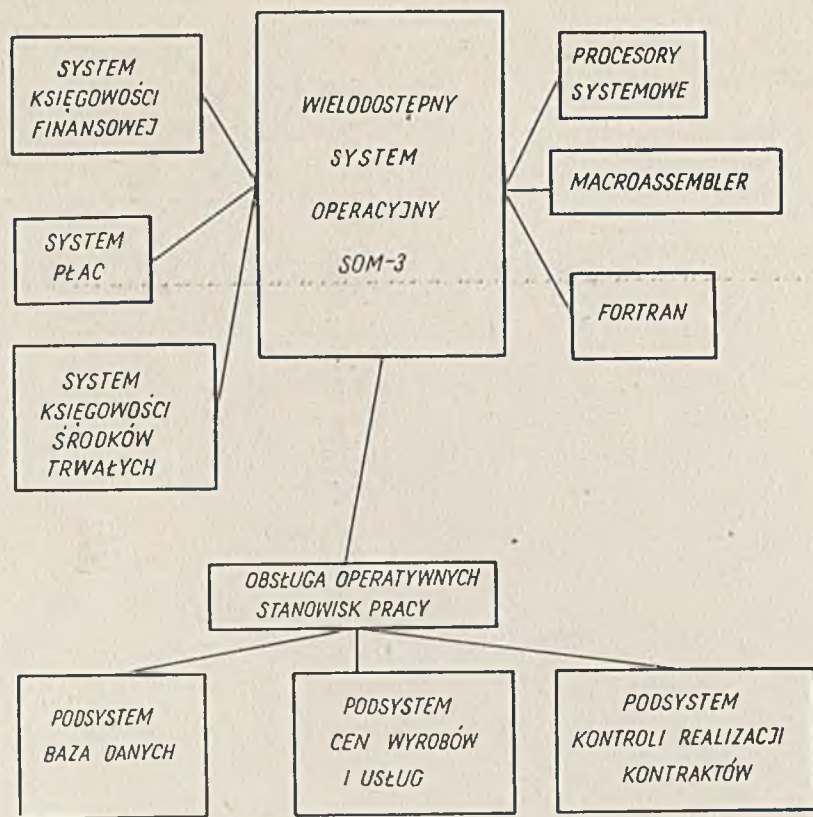 SYSTEM
KSIĘGOWOŚCI
FINANSOWEJ
SYSTEM
PŁAC
SYSTEM
KSIĘGOWOŚCI
ŚRODKÓW
TRWAŁYCH
WIELODOSTĘPNY
SYSTEM
OPERACYJNY
SOM-3
PROCESORY
SYSTEMOWE
MACROASSEMBLER
FORTRAN
OBSŁUGA OPERATYWNYCH
STANOWISK PRACY
PODSYSTEM
BAZA DANYCH
PODSYSTEM
CEN WYROBÓW
I USŁUG
PODSYSTEM
KONTROLI REALIZACJI
KONTRAKTÓW